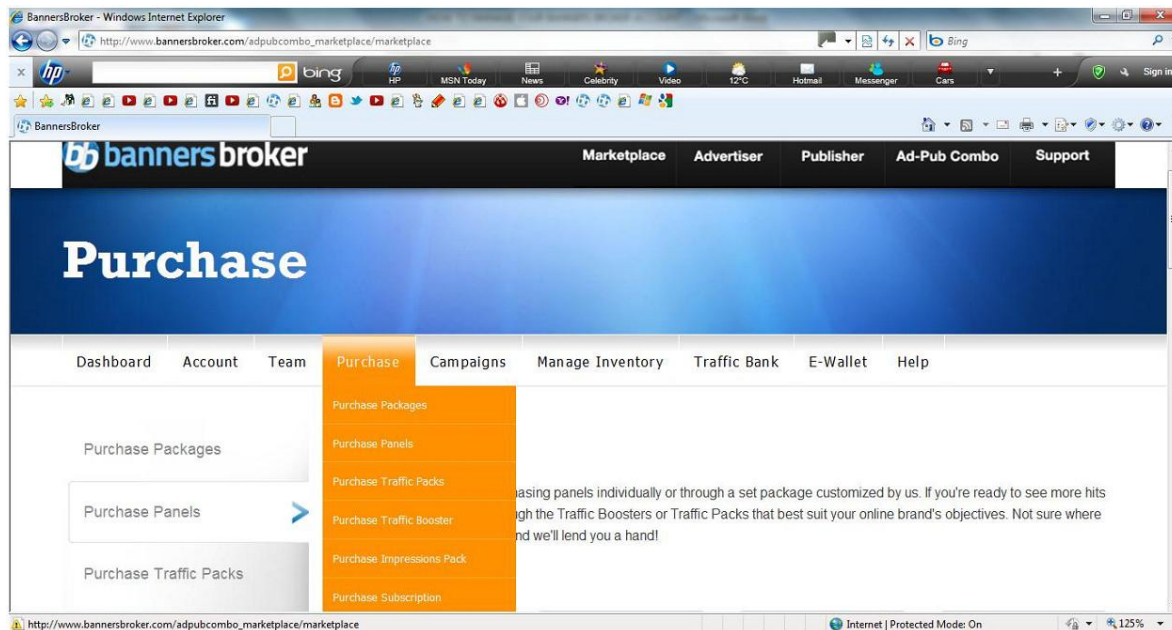 BannersBroker - Windows Internet Explorer
http://www.bannersbroker.com/adpubcombo_marketplace/marketplace
Bing
hp
bing
HP
MSN Today
News
Celebrity
Video
12°C
Hotmail
Messenger
Cars
Sign in
BannersBroker
bb banners broker
Marketplace
Advertiser
Publisher
Ad-Pub Combo
Support
Purchase
Dashboard
Account
Team
Purchase
Campaigns
Manage Inventory
Traffic Bank
E-Wallet
Help
Purchase Packages
Purchase Panels
Purchase Traffic Packs
Purchase Traffic Booster
Purchase Impressions Pack
Purchase Subscription
Purchase Packages
Purchase Panels
Purchase Traffic Packs
asing panels individually or through a set package customized by us. If you're ready to see more hits
gh the Traffic Boosters or Traffic Packs that best suit your online brand's objectives. Not sure where
nd we'll lend you a hand!
http://www.bannersbroker.com/adpubcombo_marketplace/marketplace
Internet | Protected Mode: On
125%